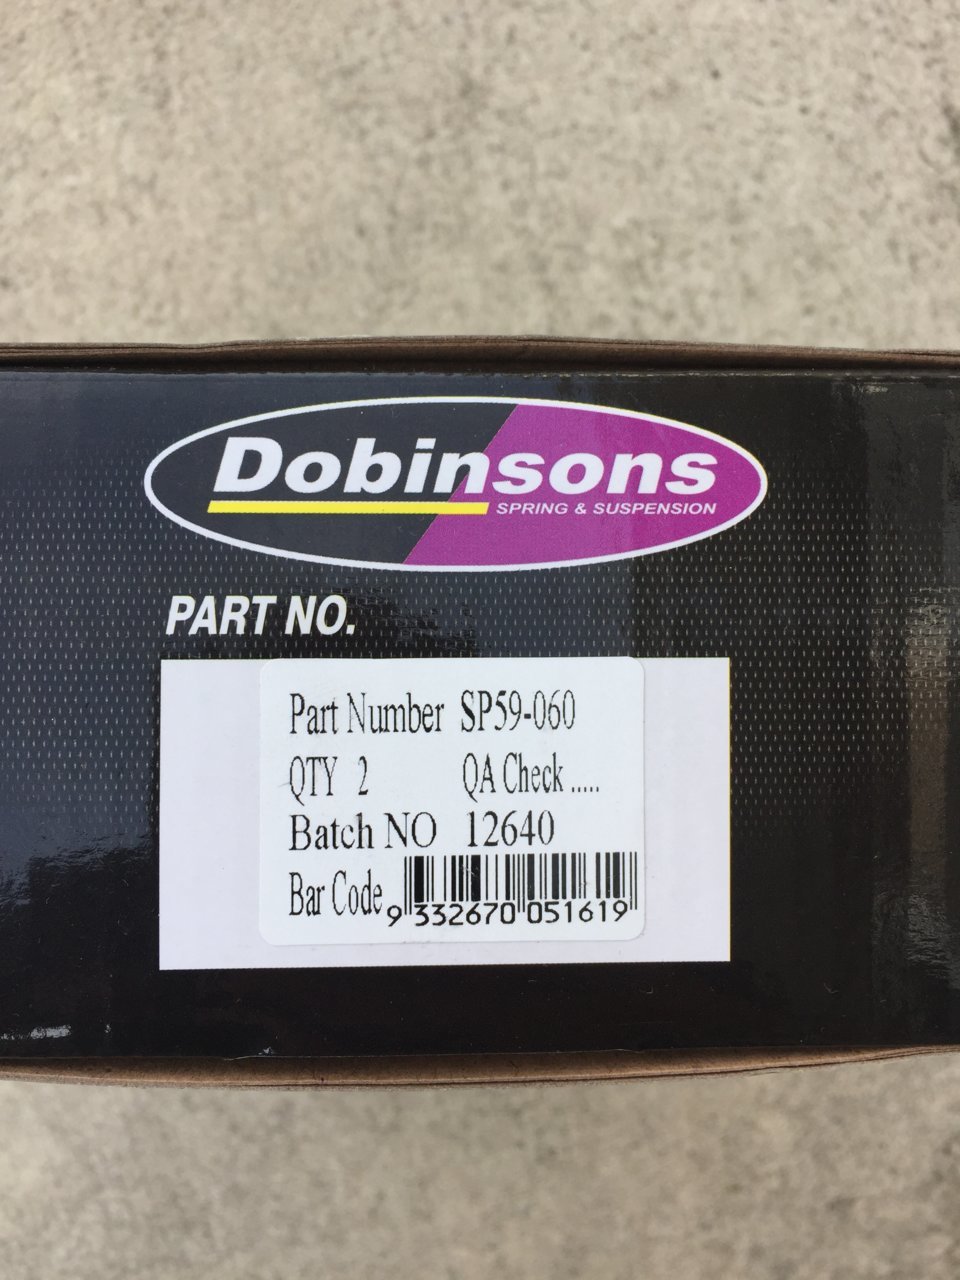 Dobinsons
SPRING & SUSPENSION
PART NO.
Part Number SP59-060
QTY 2 QA Check .....
Batch NO 12640
Bar Code 9 332670 051619